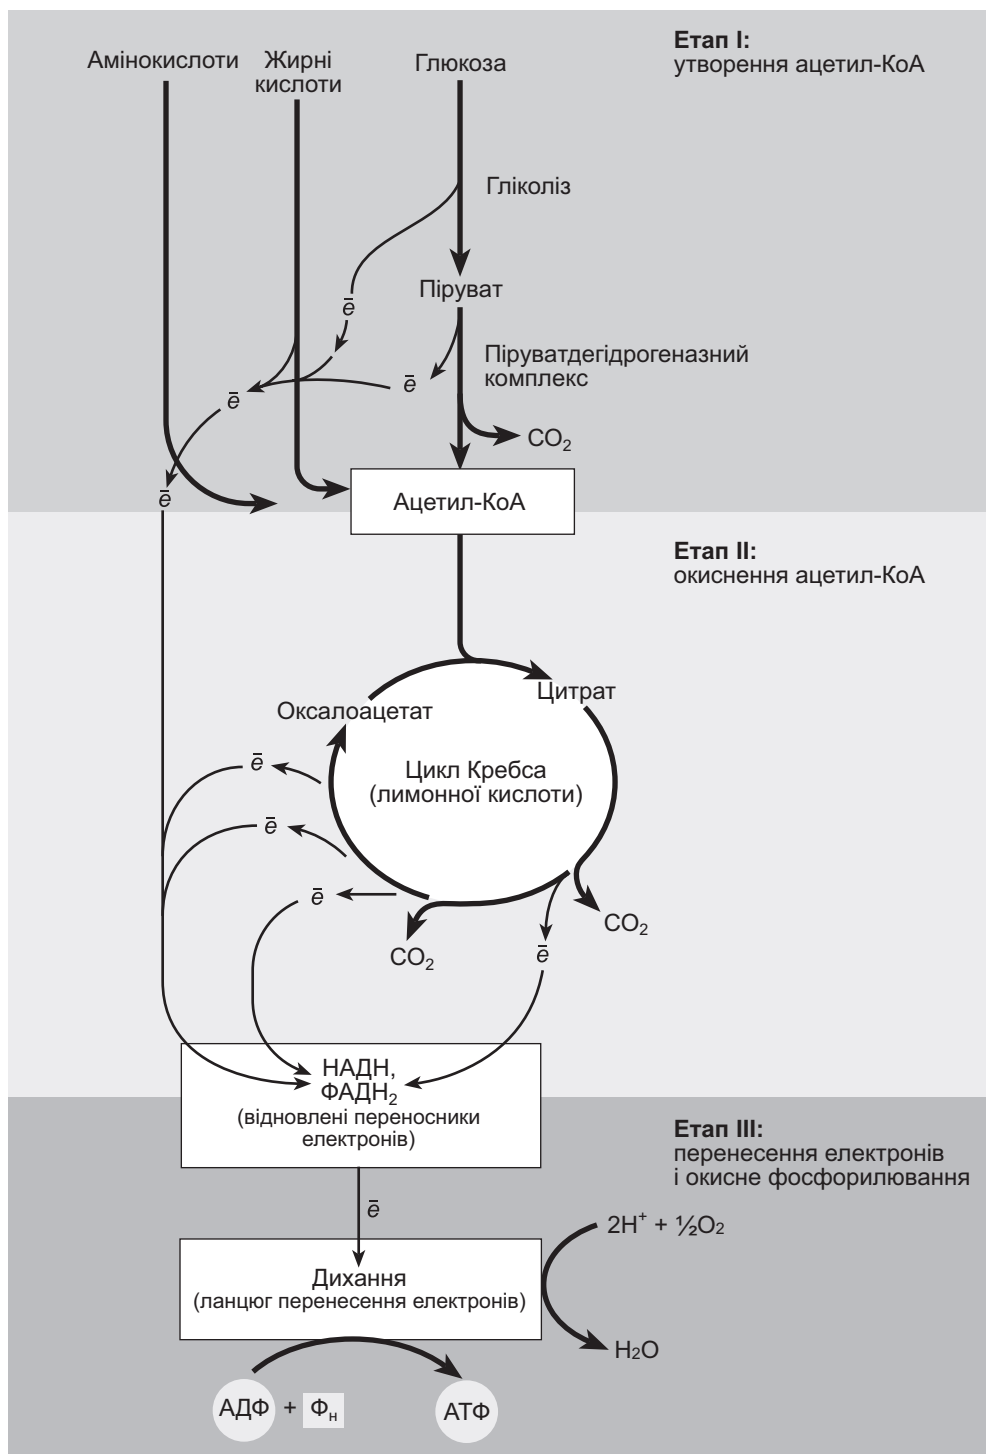 Етап I:
утворення ацетил-КоА
Амінокислоти
Жирні
кислоти
Глюкоза
Гліколіз
Піруват
ē
Піруватдегідрогеназний
комплекс
ē
ē
CO₂
ē
Ацетил-КоА
Етап II:
окиснення ацетил-КоА
Цитрат
Оксалоацетат
Цикл Кребса
(лимонної кислоти)
ē
ē
ē
CO₂
CO₂
ē
НАДН,
ФАДН₂
(відновлені переносники
електронів)
Етап III:
перенесення електронів
і окисне фосфорилювання
ē
2H⁺ + ½O₂
Дихання
(ланцюг перенесення електронів)
H₂O
АДФ + Фн
АТФ